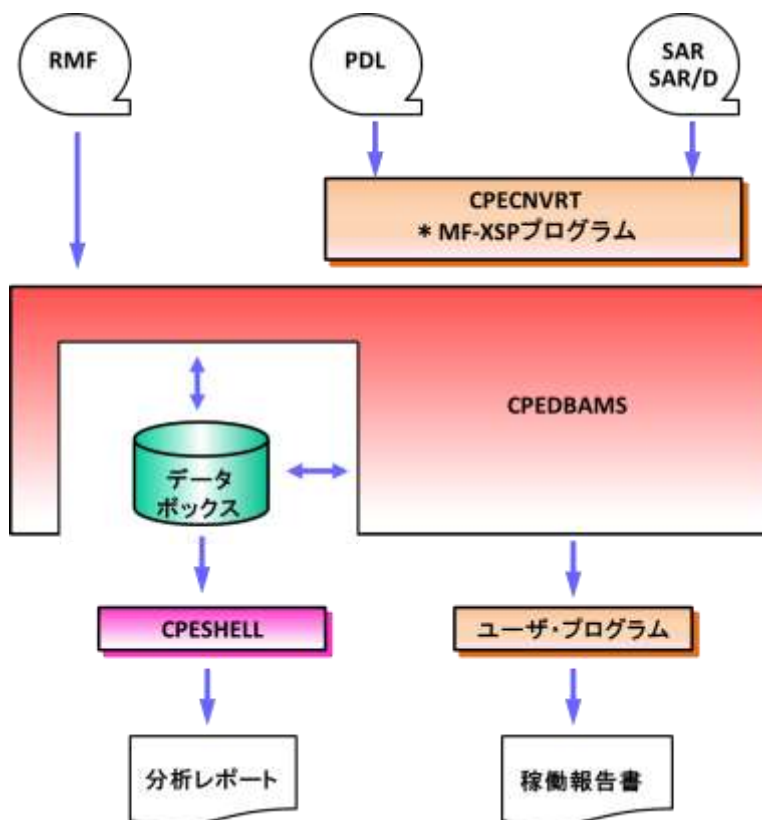 RMF
PDL
SAR
SAR/D
CPECNVRT
* MF-XSPプログラム
CPEDBAMS
データ
ボックス
CPESHELL
ユーザ・プログラム
分析レポート
稼働報告書